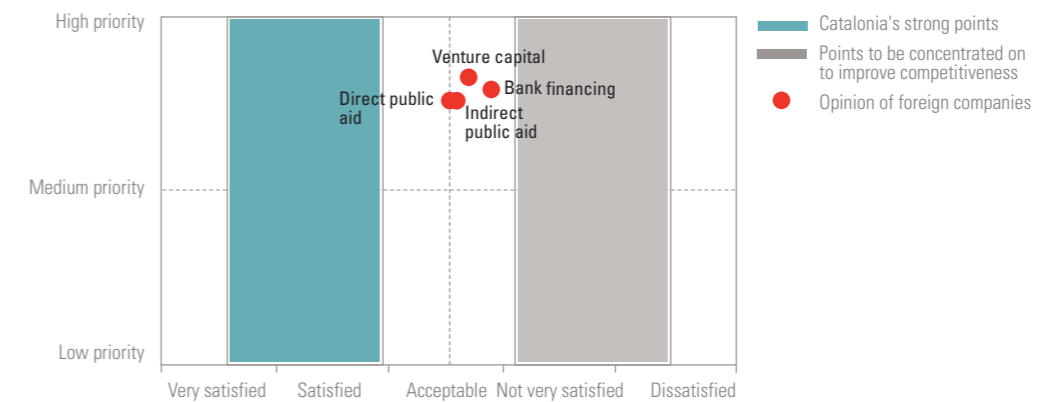 High priority
Medium priority
Low priority
Venture capital
Bank financing
Direct public
aid
Indirect
public aid
Very satisfied
Satisfied
Acceptable
Not very satisfied
Dissatisfied
Catalonia's strong points
Points to be concentrated on
to improve competitiveness
Opinion of foreign companies